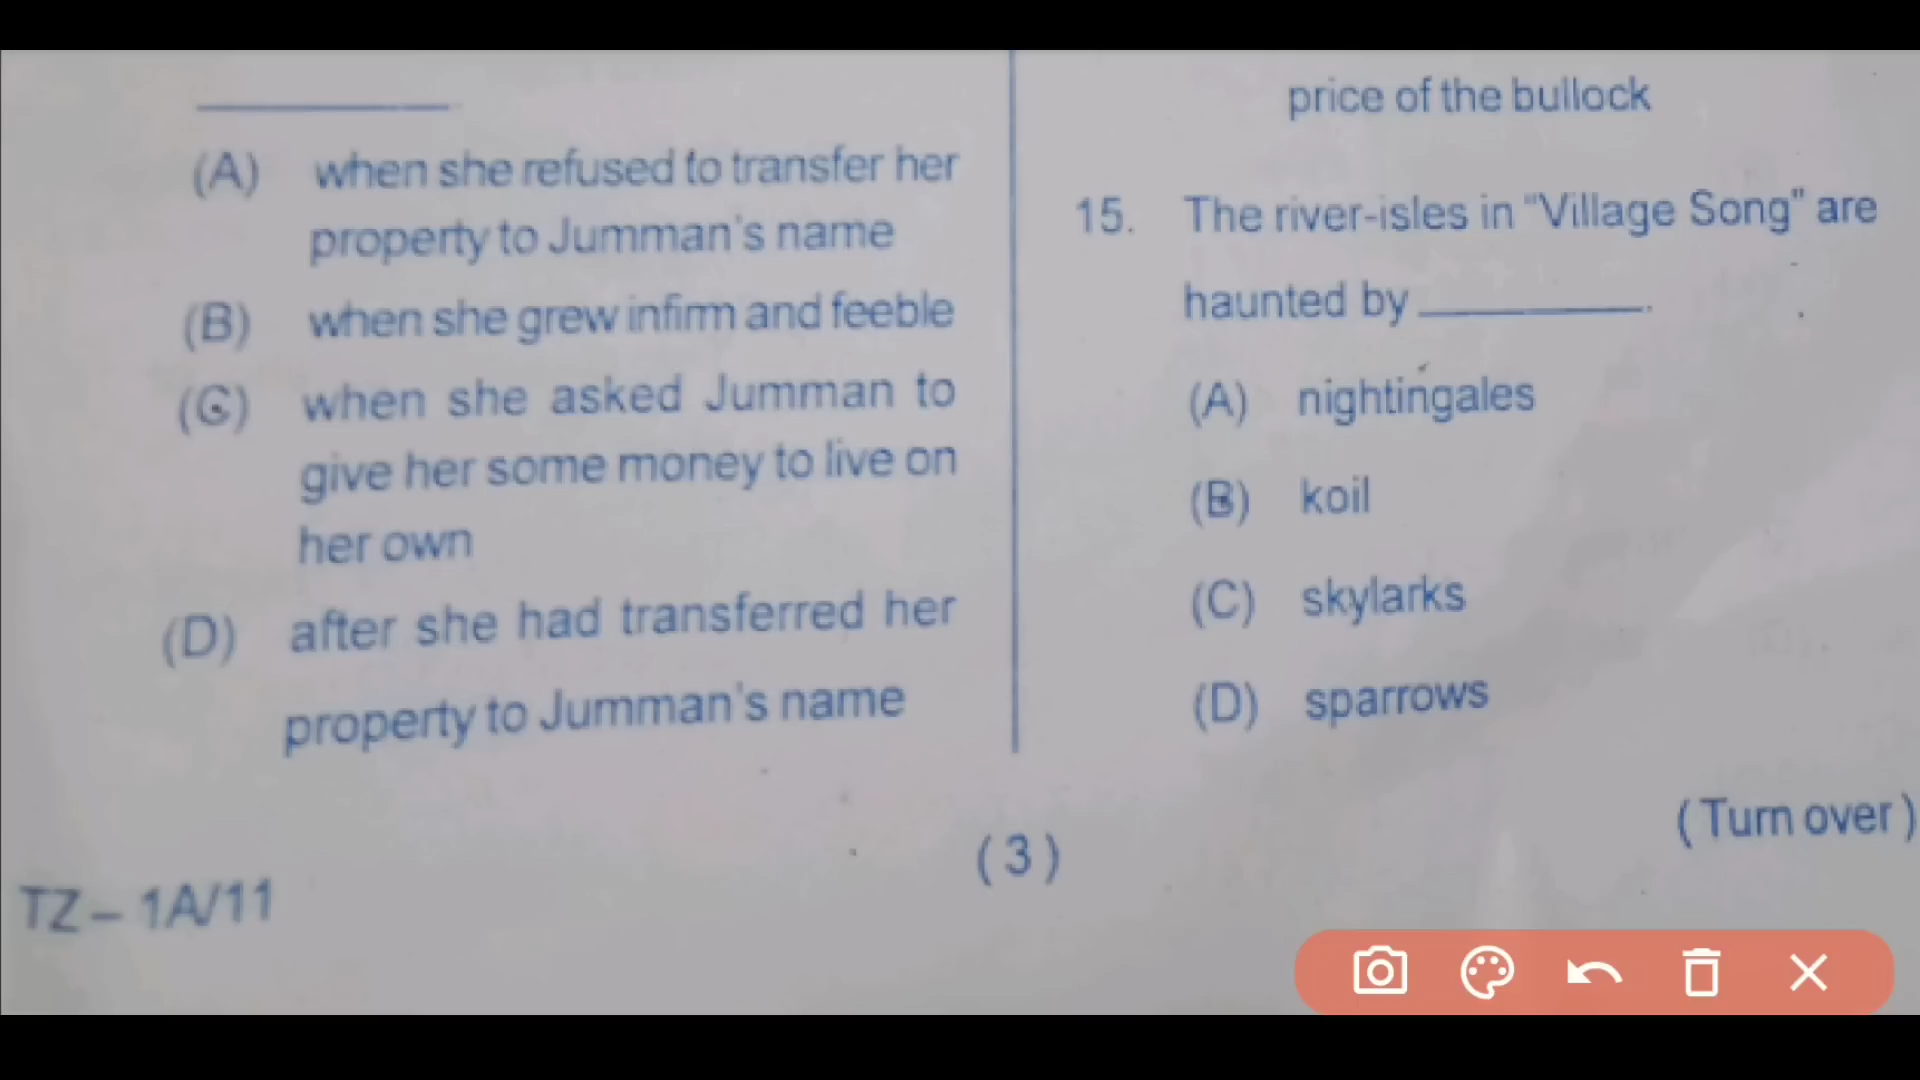 (A) when she refused to transfer her
property to Jumman's name
(B) when she grew infirm and feeble
(C) when she asked Jumman to
give her some money to live on
her own
(D) after she had transferred her
property to Jumman's name
price of the bullock
15. The river-isles in "Village Song" are
haunted by ________.
(A) nightingales
(B) koil
(C) skylarks
(D) sparrows
TZ – 1A/11
(3)
(Turn over)